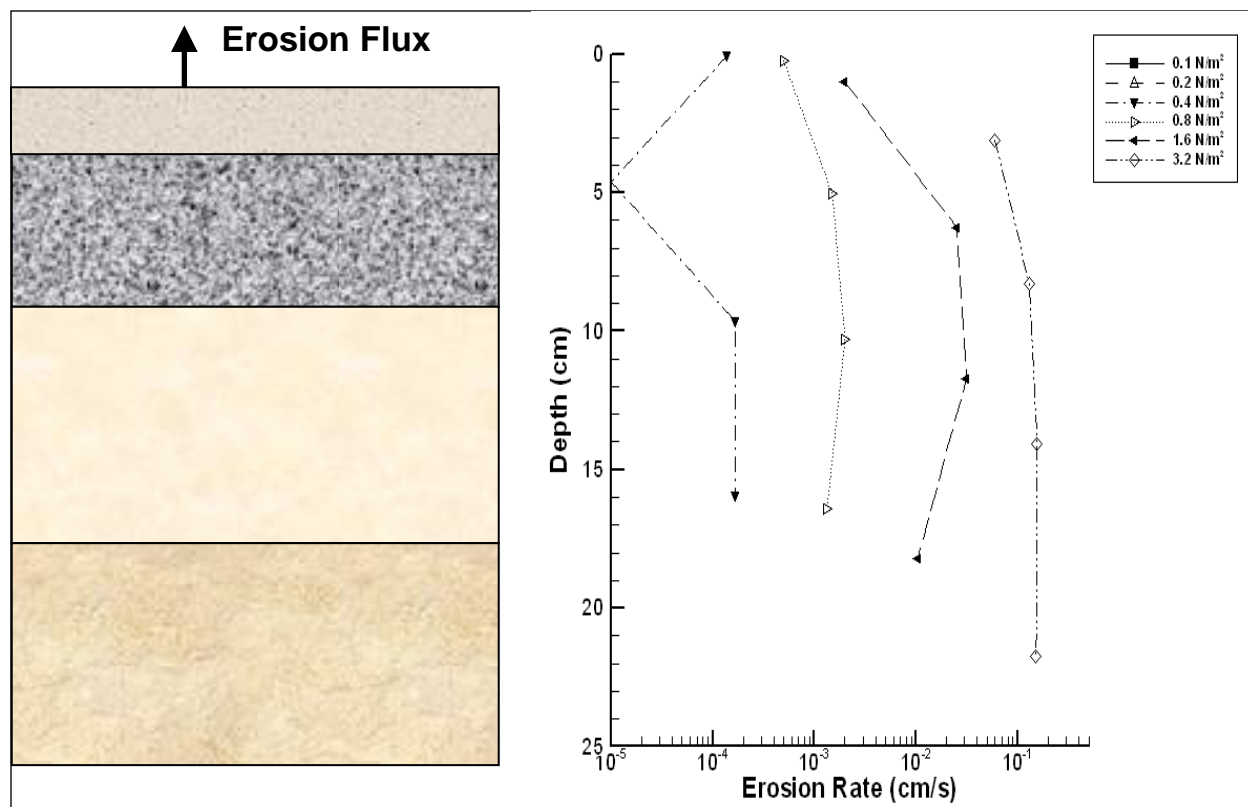 Erosion Flux
0
5
10
15
20
25
Depth (cm)
10⁻⁵ 10⁻⁴ 10⁻³ 10⁻² 10⁻¹
Erosion Rate (cm/s)
0.1 N/m²
0.2 N/m²
0.4 N/m²
0.8 N/m²
1.6 N/m²
3.2 N/m²